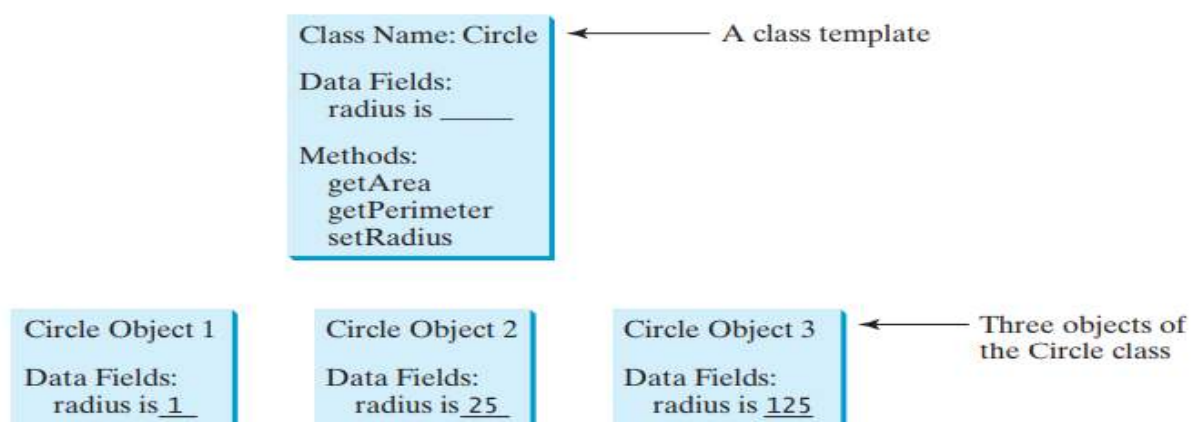 Class Name: Circle
A class template
Data Fields:
radius is _____
Methods:
getArea
getPerimeter
setRadius
Circle Object 1
Data Fields:
radius is 1
Circle Object 2
Data Fields:
radius is 25
Circle Object 3
Data Fields:
radius is 125
Three objects of
the Circle class